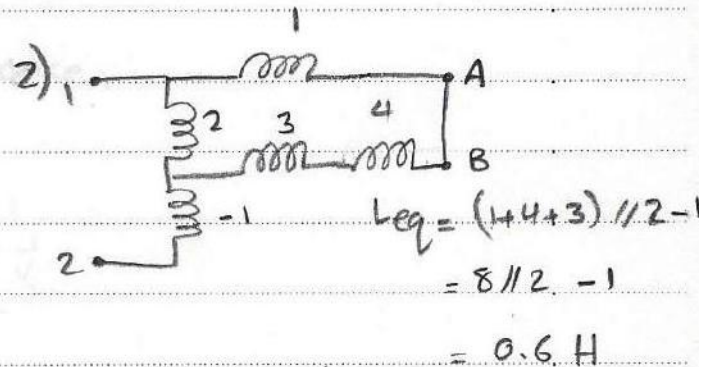 1
2) 1 A
2 3 4
B
-1 Leq = (1+4+3) // 2-1
2
= 8 // 2 - 1
= 0.6 H